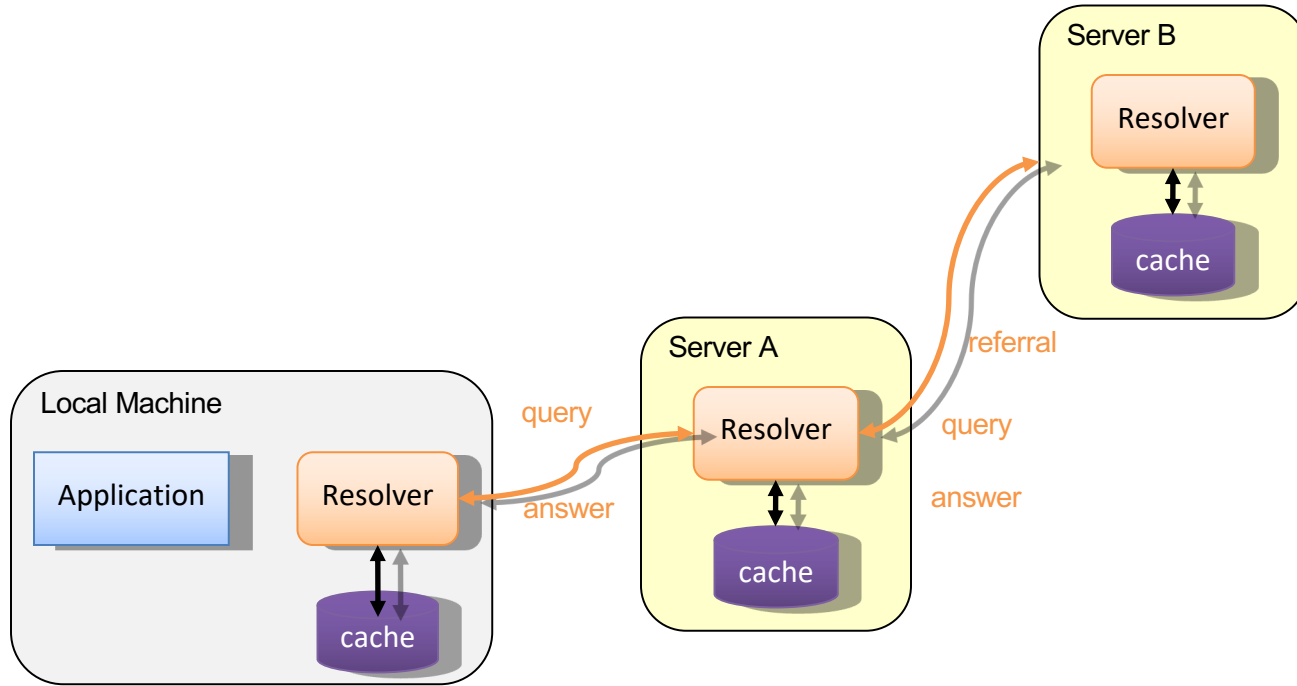 Server B
Resolver
cache
referral
Server A
Resolver
query
answer
cache
Local Machine
Application
Resolver
cache
query
answer